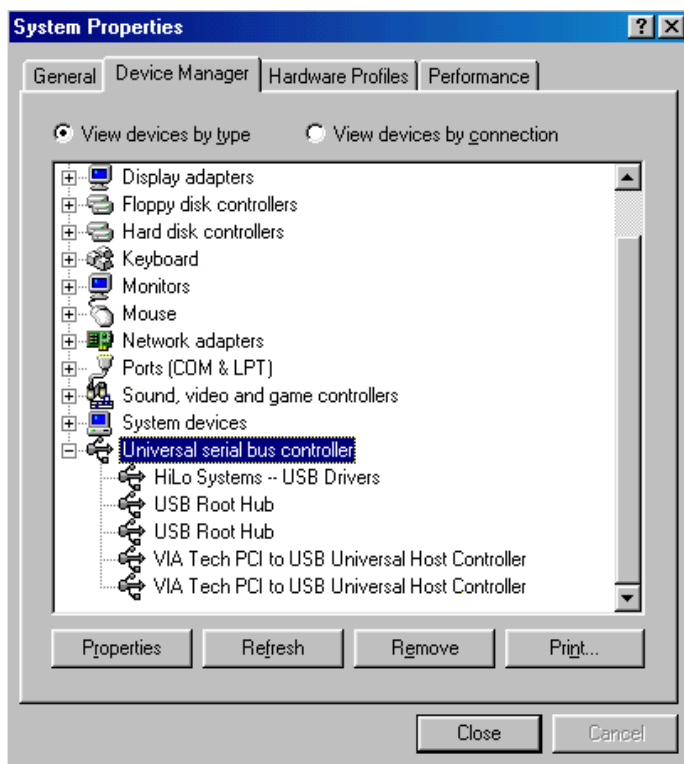 System Properties
General Device Manager Hardware Profiles Performance
View devices by type View devices by connection
Display adapters
Floppy disk controllers
Hard disk controllers
Keyboard
Monitors
Mouse
Network adapters
Ports (COM & LPT)
Sound, video and game controllers
System devices
Universal serial bus controller
HiLo Systems -- USB Drivers
USB Root Hub
USB Root Hub
VIA Tech PCI to USB Universal Host Controller
VIA Tech PCI to USB Universal Host Controller
Properties Refresh Remove Print...
Close Cancel